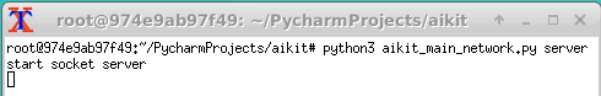 root@974e9ab97f49: ~/PycharmProjects/aikit
root@974e9ab97f49:~/PycharmProjects/aikit# python3 aikit_main_network.py server
start socket server